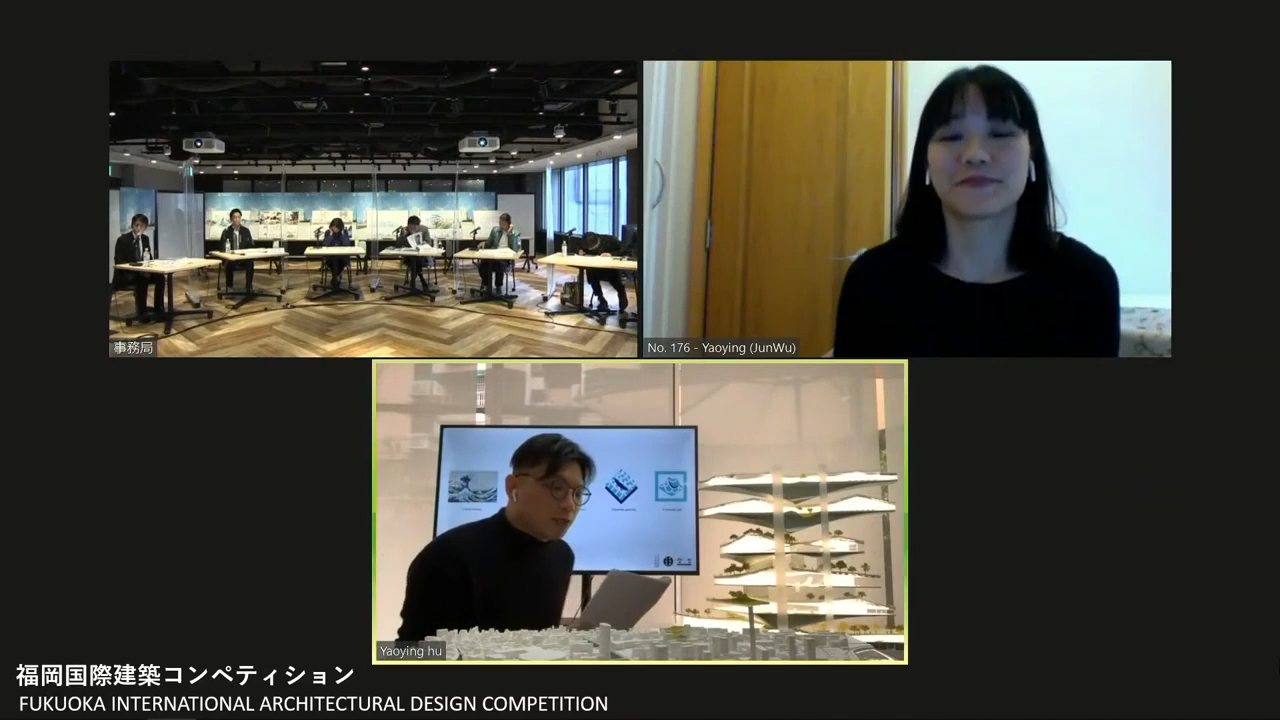 事務局
No. 176 - Yaoying (JunWu)
Yaoying hu
福岡国際建築コンペティション
FUKUOKA INTERNATIONAL ARCHITECTURAL DESIGN COMPETITION